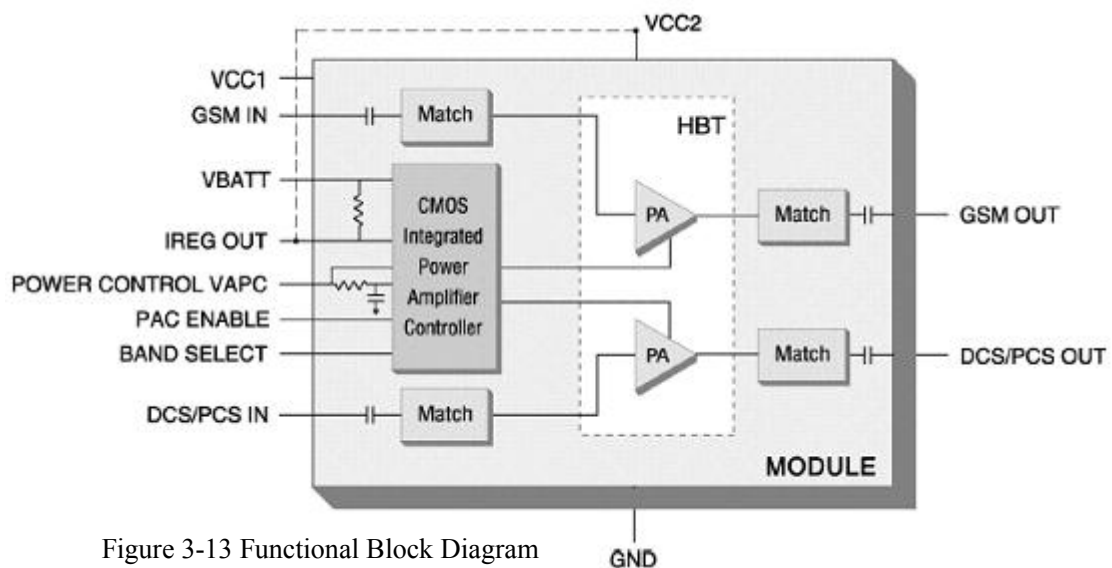 VCC2
VCC1
GSM IN
Match
HBT
VBATT
CMOS
Integrated
Power
Amplifier
Controller
PA
Match
GSM OUT
IREG OUT
POWER CONTROL VAPC
PAC ENABLE
BAND SELECT
PA
Match
DCS/PCS OUT
DCS/PCS IN
Match
MODULE
Figure 3-13 Functional Block Diagram
GND